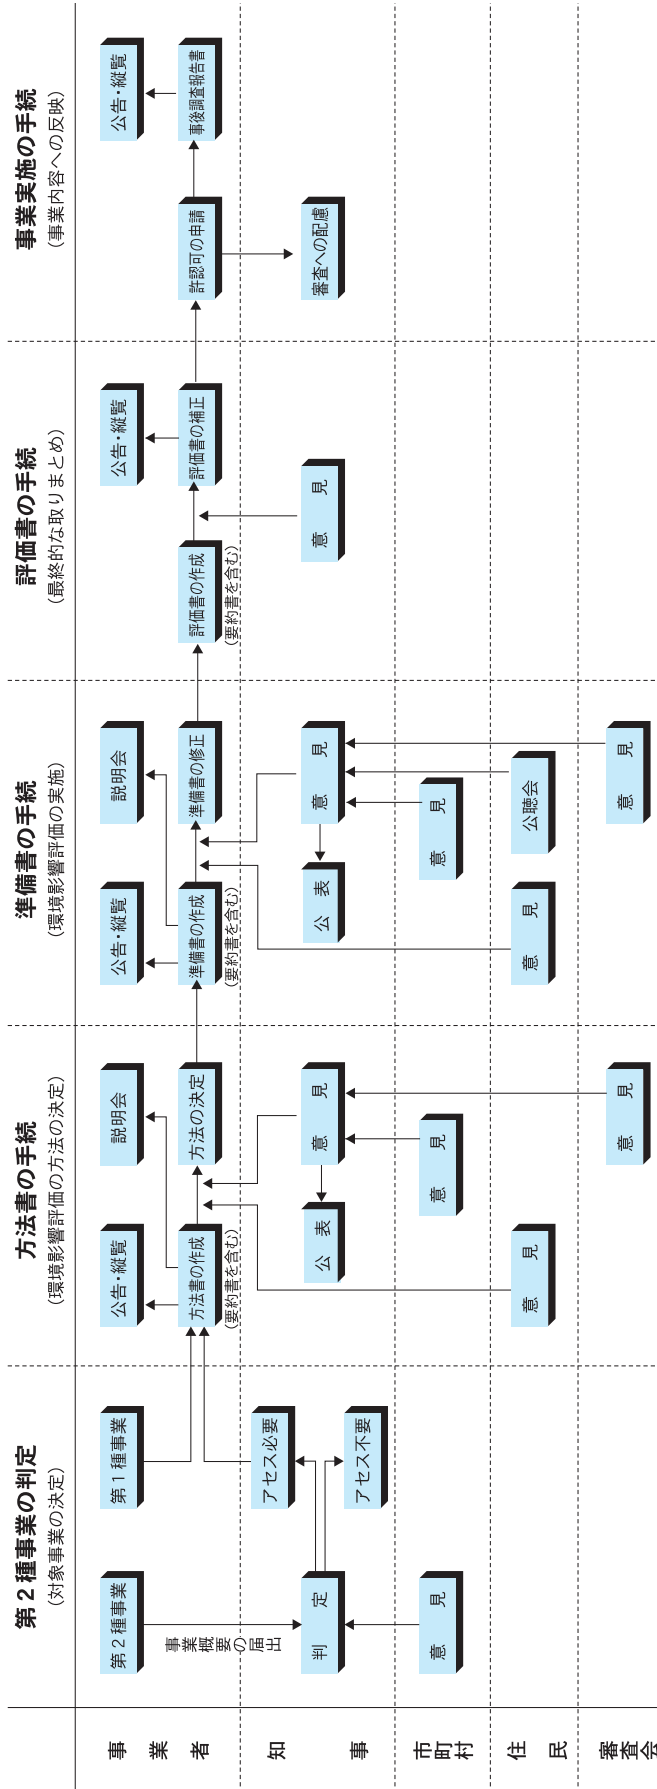 第2種事業の判定
(対象事業の決定)
方法書の手続
(環境影響評価の方法の決定)
準備書の手続
(環境影響評価の実施)
評価書の手続
(最終的な取りまとめ)
事業実施の手続
(事業内容への反映)
事業者
第2種事業
第1種事業
事業概要の届出
公告・縦覧
説明会
方法書の作成
(要約書を含む)
方法の決定
公告・縦覧
説明会
準備書の作成
(要約書を含む)
準備書の修正
公告・縦覧
評価書の作成
(要約書を含む)
評価書の補正
公告・縦覧
許認可の申請
事後調査報告書
知事
判定
アセス必要
アセス不要
公表
意見
公表
意見
意見
審査への配慮
市町村
意見
意見
意見
住民
意見
意見
公聴会
審査会
意見
意見